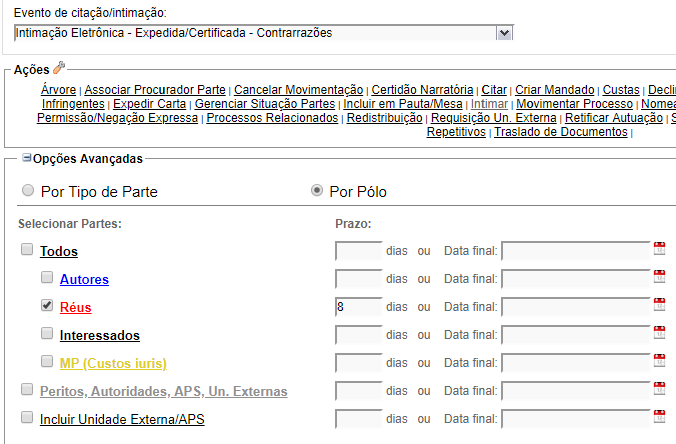 Evento de citação/intimação:
Intimação Eletrônica - Expedida/Certificada - Contrarrazões
Ações
Árvore | Associar Procurador Parte | Cancelar Movimentação | Certidão Narratória | Citar | Criar Mandado | Custas | Decli
Infringentes | Expedir Carta | Gerenciar Situação Partes | Incluir em Pauta/Mesa | Intimar | Movimentar Processo | Nomea
Permissão/Negação Expressa | Processos Relacionados | Redistribuição | Requisição Un. Externa | Retificar Autuação | S
Repetitivos | Traslado de Documentos |
Opções Avançadas
Por Tipo de Parte Por Pólo
Selecionar Partes: Prazo:
Todos dias ou Data final:
Autores dias ou Data final:
Réus 8 dias ou Data final:
Interessados dias ou Data final:
MP (Custos iuris) dias ou Data final:
Peritos, Autoridades, APS, Un. Externas dias ou Data final:
Incluir Unidade Externa/APS dias ou Data final: